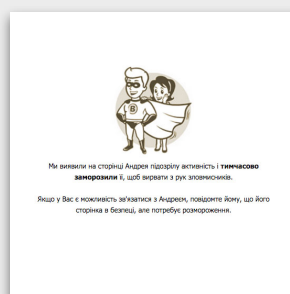 Ми виявили на сторінці Андрея підозрілу активність і тимчасово
заморозили її, щоб вирвати з рук зловмисників.
Якщо у Вас є можливість зв'язатися з Андреєм, повідомте йому, що його
сторінка в безпеці, але потребує розмороження.